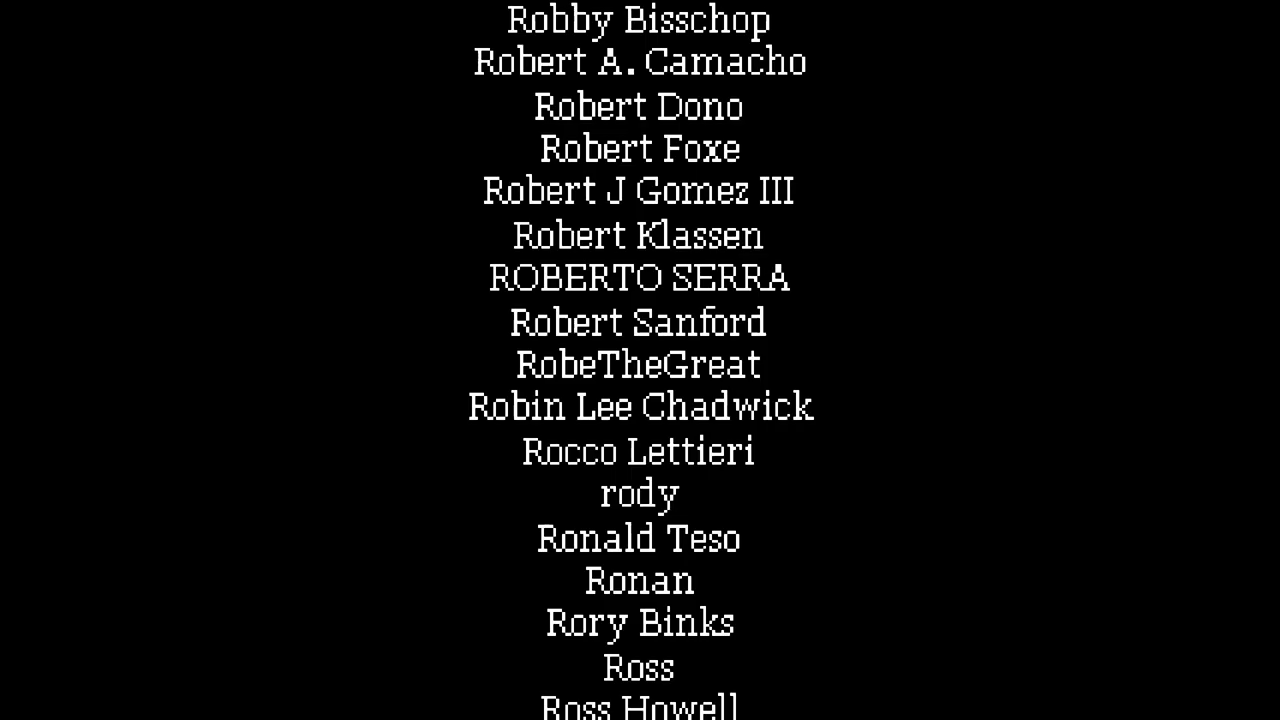 Robby Bisschop
Robert A. Camacho
Robert Dono
Robert Foxe
Robert J Gomez III
Robert Klassen
ROBERTO SERRA
Robert Sanford
RobeTheGreat
Robin Lee Chadwick
Rocco Lettieri
rody
Ronald Teso
Ronan
Rory Binks
Ross
Ross Howell